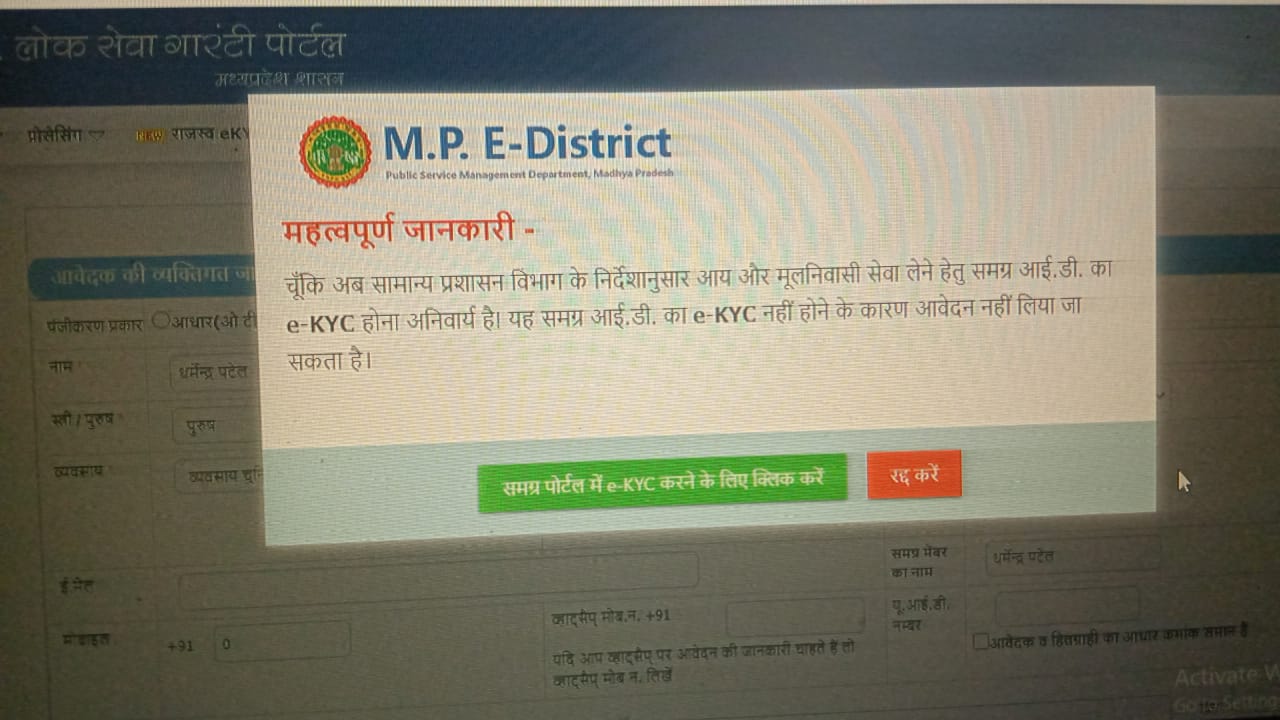 लोक सेवा गारंटी पोर्टल
मध्यप्रदेश शासन
प्रोसेसिंग
New राजस्व eKY
M.P. E-District
Public Service Management Department, Madhya Pradesh
महत्वपूर्ण जानकारी -
चूँकि अब सामान्य प्रशासन विभाग के निर्देशानुसार आय और मूलनिवासी सेवा लेने हेतु समग्र आई.डी. का
e-KYC होना अनिवार्य है। यह समग्र आई.डी. का e-KYC नहीं होने के कारण आवेदन नहीं लिया जा
सकता है।
समग्र पोर्टल में e-KYC करने के लिए क्लिक करें
रद्द करें
आवेदक की व्यक्तिगत जा
पंजीकरण प्रकार
आधार(ओ टी
नाम
धर्मेन्द्र पटेल
स्त्री / पुरुष
पुरुष
व्यवसाय
व्यवसाय चुनि
ई मेल
समग्र मेंबर
का नाम
धर्मेन्द्र पटेल
मोबाइल
+91
0
व्हाट्सैप् मोब.न. +91
यदि आप व्हाट्सैप् पर आवेदन की जानकारी चाहते हैं तो
व्हाट्सैप् मोब न. लिखें
यू.आई.डी.
नम्बर
आवेदक व हितग्राही का आधार क्रमांक समान है
Activate W
Go to Setting